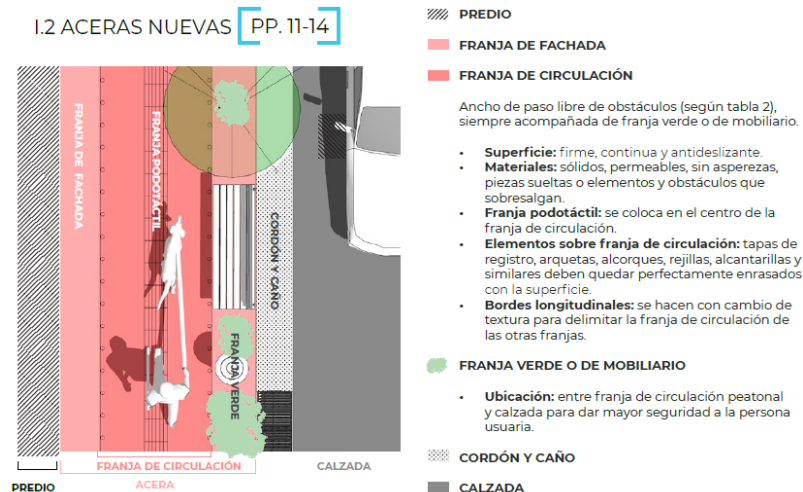 I.2 ACERAS NUEVAS PP. 11-14
FRANJA DE FACHADA
FRANJA PODOTÁCTIL
CORDÓN Y CAÑO
FRANJA VERDE
FRANJA DE CIRCULACIÓN
CALZADA
PREDIO
ACERA
PREDIO
FRANJA DE FACHADA
FRANJA DE CIRCULACIÓN
Ancho de paso libre de obstáculos (según tabla 2),
siempre acompañada de franja verde o de mobiliario.
• Superficie: firme, continua y antideslizante.
• Materiales: sólidos, permeables, sin asperezas,
piezas sueltas o elementos y obstáculos que
sobresalgan.
• Franja podotáctil: se coloca en el centro de la
franja de circulación.
• Elementos sobre franja de circulación: tapas de
registro, arquetas, alcorques, rejillas, alcantarillas y
similares deben quedar perfectamente enrasados
con la superficie.
• Bordes longitudinales: se hacen con cambio de
textura para delimitar la franja de circulación de
las otras franjas.
FRANJA VERDE O DE MOBILIARIO
• Ubicación: entre franja de circulación peatonal
y calzada para dar mayor seguridad a la persona
usuaria.
CORDÓN Y CAÑO
CALZADA